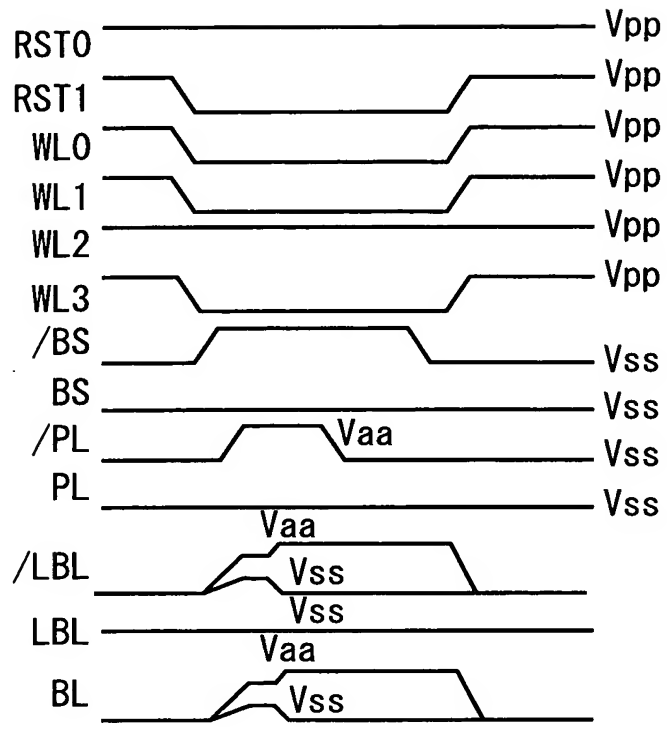 RST0 Vpp
RST1 Vpp
WL0 Vpp
WL1 Vpp
WL2 Vpp
WL3 Vpp
/BS Vss
BS Vss
/PL Vaa Vss
PL Vss
Vaa
/LBL Vss
Vss
LBL
Vaa
BL Vss